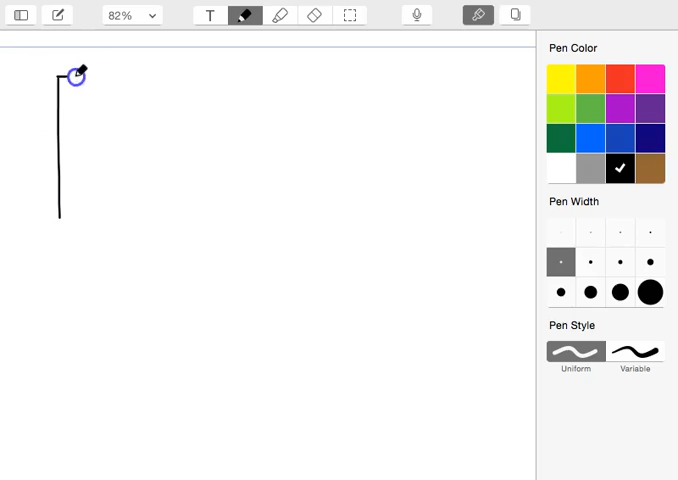 82%
T
Pen Color
Pen Width
Pen Style
Uniform Variable